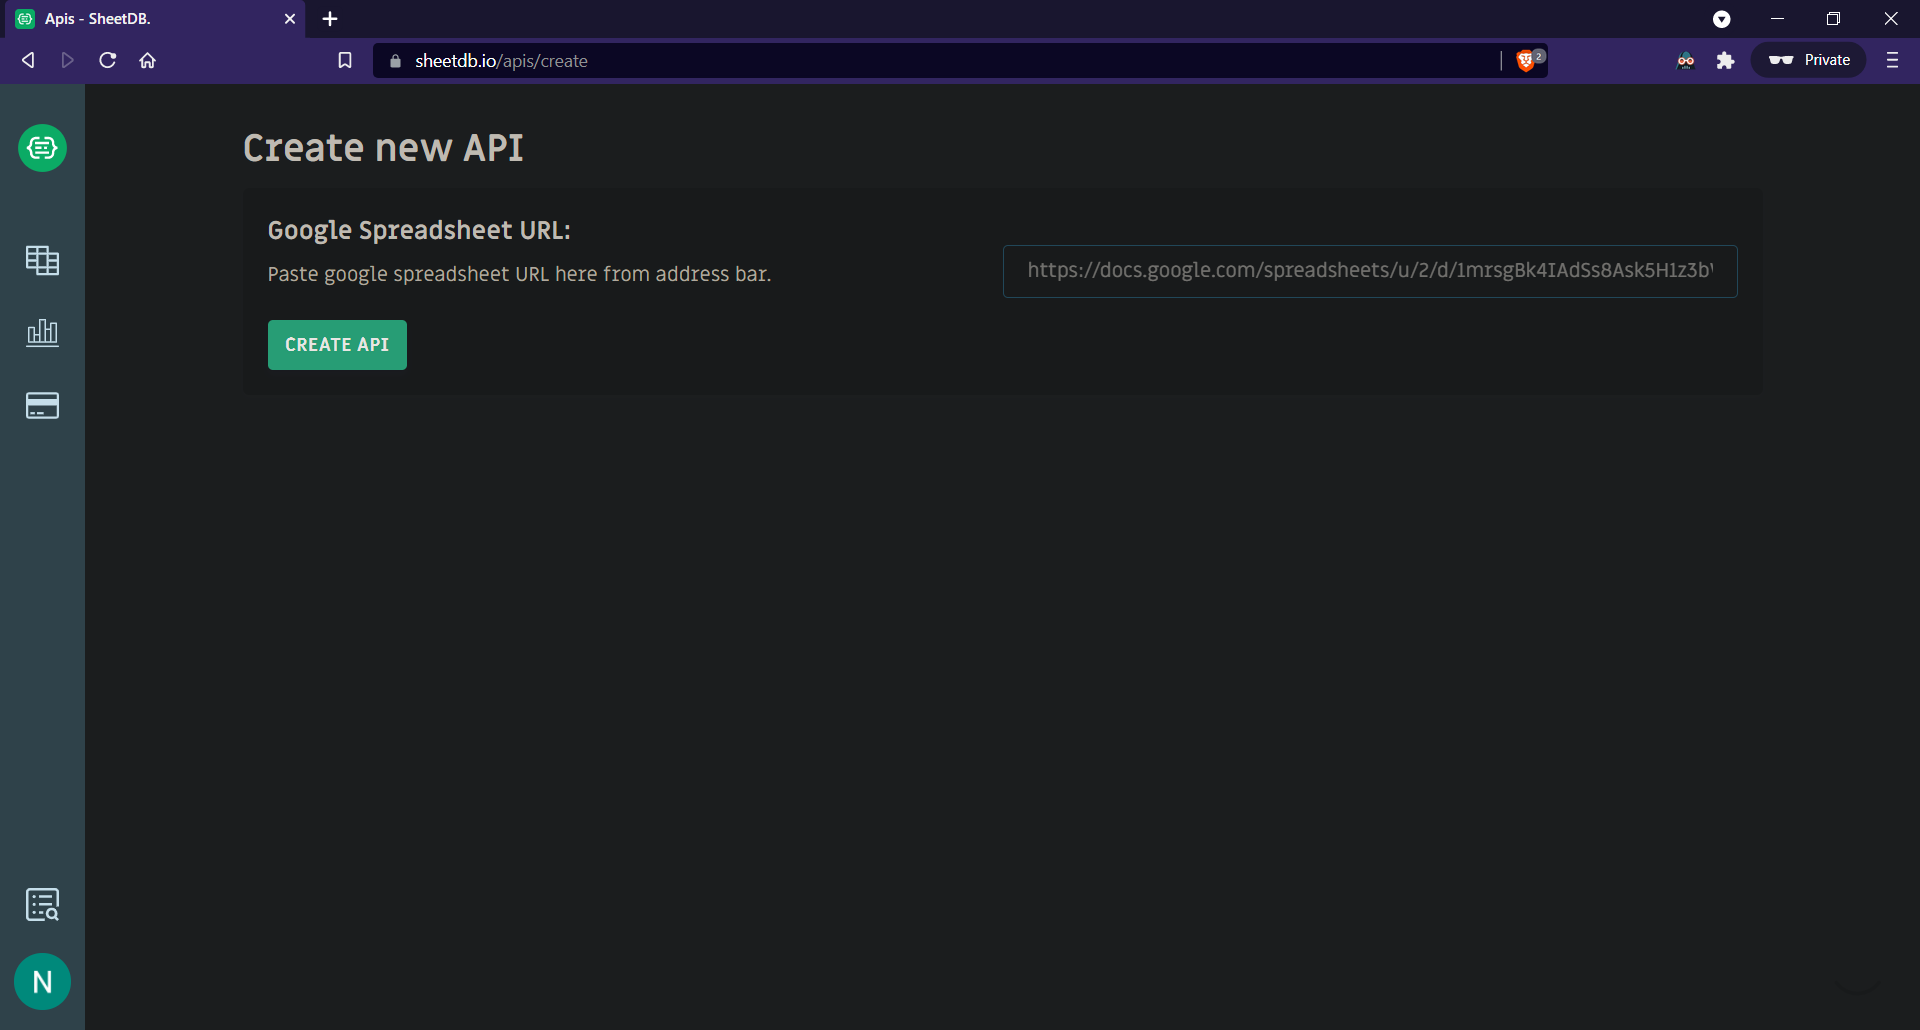 Apis - SheetDB.
sheetdb.io/apis/create
2
Private
Create new API
Google Spreadsheet URL:
Paste google spreadsheet URL here from address bar.
https://docs.google.com/spreadsheets/u/2/d/1mrsgBk4IAdSs8Ask5H1z3b
CREATE API
N